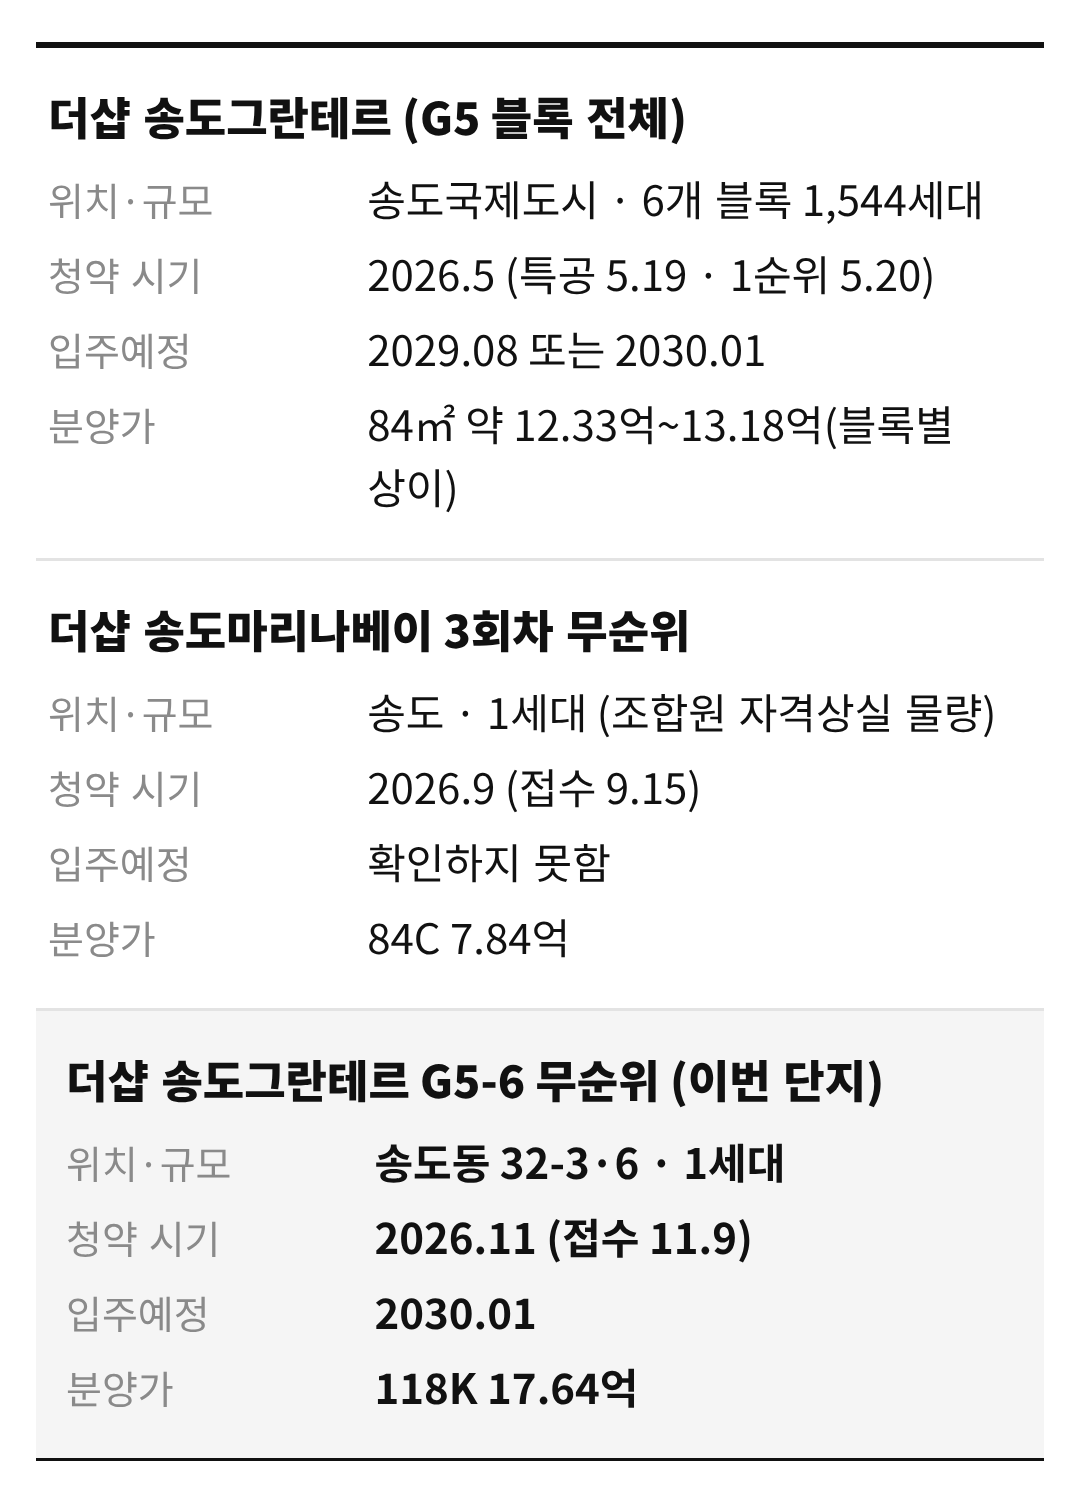 더샵 송도그란테르 (G5 블록 전체)
위치·규모 송도국제도시 · 6개 블록 1,544세대
청약 시기 2026.5 (특공 5.19 · 1순위 5.20)
입주예정 2029.08 또는 2030.01
분양가 84㎡ 약 12.33억~13.18억(블록별
상이)
더샵 송도마리나베이 3회차 무순위
위치·규모 송도 · 1세대 (조합원 자격상실 물량)
청약 시기 2026.9 (접수 9.15)
입주예정 확인하지 못함
분양가 84C 7.84억
더샵 송도그란테르 G5-6 무순위 (이번 단지)
위치·규모 송도동 32-3·6 · 1세대
청약 시기 2026.11 (접수 11.9)
입주예정 2030.01
분양가 118K 17.64억